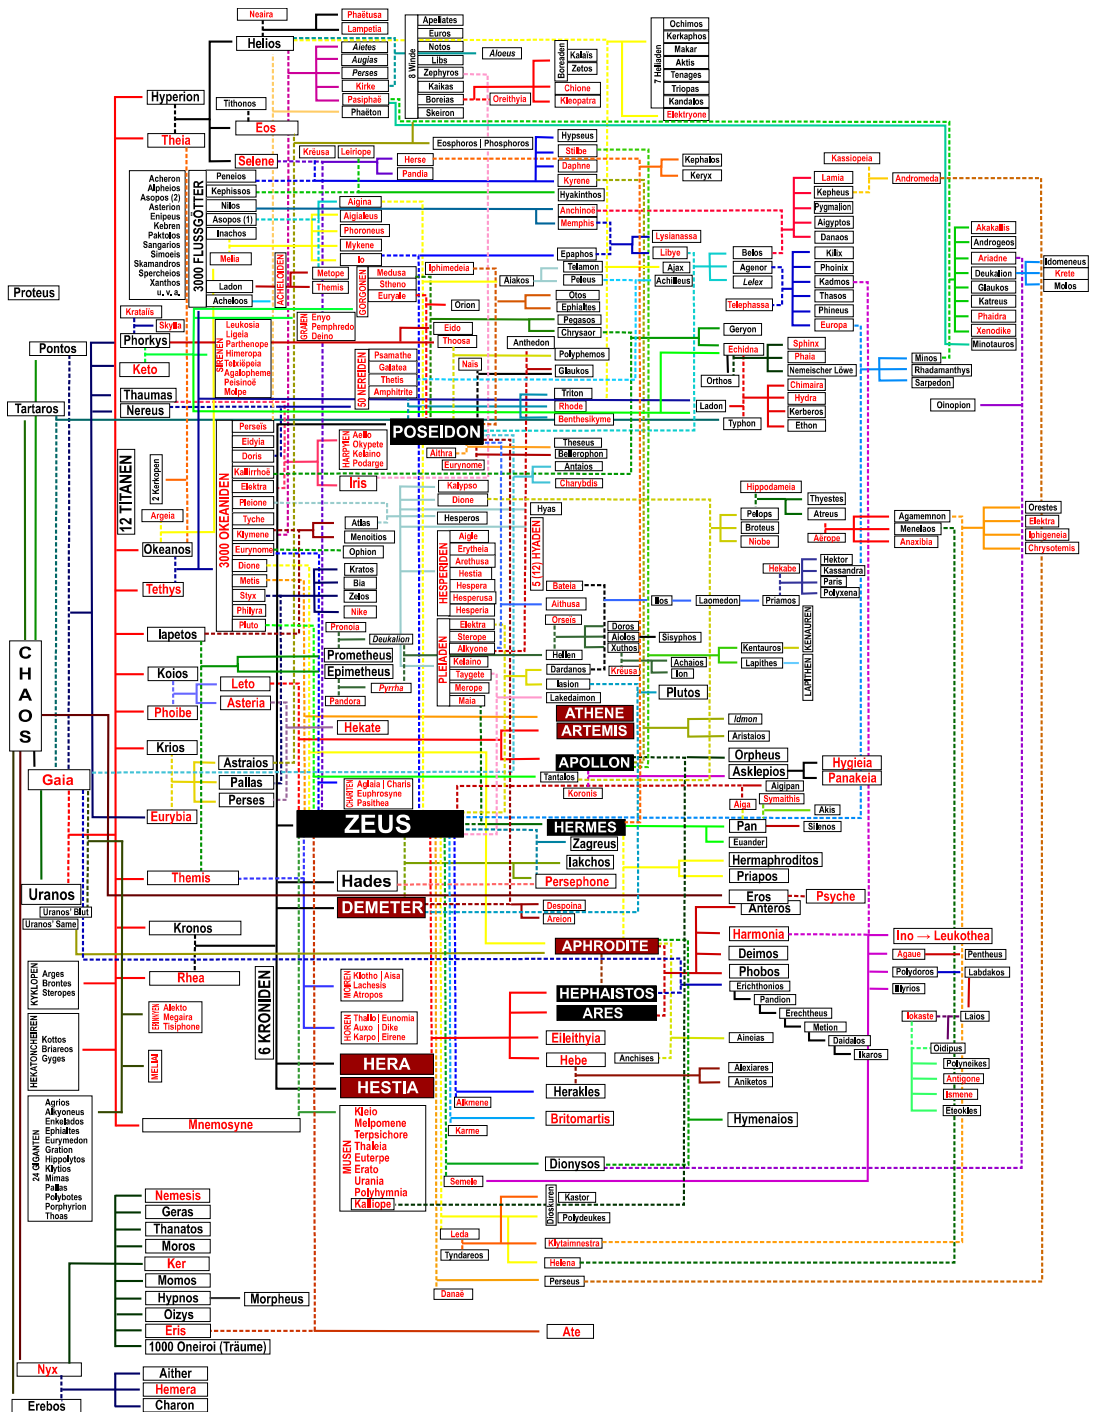 Neaira
Phaëtusa
Lampetia
Helios
Aietes
Augias
Perses
Kirke
Pasiphaë
Phaëton
8 Winde
Apeliates
Euros
Notos
Libs
Zephyros
Kaikas
Boreias
Skeiron
Aloeus
Oreithyia
Boreaden
Kalaïs
Zetos
Chione
Kleopatra
7 Heliaden
Ochimos
Kerkaphos
Makar
Aktis
Tenages
Triopas
Kandalos
Elektryone
Hyperion
Theia
Tithonos
Eos
Selene
Eosphoros | Phosphoros
Krëusa
Leiriope
Herse
Pandia
Hypseus
Stilbe
Daphne
Kyrene
Hyakinthos
Kephalos
Keryx
Kassiopeia
Lamia
Kepheus
Pygmalion
Aigyptos
Danaos
Andromeda
Acheron
Alpheios
Asopos (2)
Asterion
Enipeus
Kebren
Paktolos
Sangarios
Simoeis
Skamandros
Spercheios
Xanthos
u. v. a.
3000 FLUSSGÖTTER
Peneios
Kephissos
Nilos
Asopos (1)
Inachos
Melia
Ladon
Acheloos
Aigina
Aigialeus
Phoroneus
Mykene
Io
ACHELOIDEN
Metope
Themis
GORGONEN
Medusa
Stheno
Euryale
Iphimedeia
Orion
Aiakos
Anchinoë
Memphis
Epaphos
Telamon
Peleus
Lysianassa
Libye
Ajax
Achilleus
Belos
Agenor
Lelex
Telephassa
Kilix
Phoinix
Kadmos
Thasos
Phineus
Europa
Akakallis
Androgeos
Ariadne
Deukalion
Glaukos
Katreus
Phaidra
Xenodike
Minotauros
Idomeneus
Krete
Molos
Proteus
Krataiis
Skylla
Phorkys
Keto
Pontos
Thaumas
Nereus
Tartaros
SIRENEN
Leukosia
Ligeia
Parthenope
Himeropa
Telxiëpeia
Agalopheme
Peisinoë
Molpe
GRAIEN
Enyo
Pemphredo
Deino
Eido
Thoosa
50 NEREIDEN
Psamathe
Galatea
Thetis
Amphitrite
Otos
Ephialtes
Pegasos
Chrysaor
Anthedon
Polyphemos
Naïs
Glaukos
Triton
Rhode
Benthesikyme
Geryon
Echidna
Orthos
Ladon
Typhon
Sphinx
Phaia
Nemeischer Löwe
Chimaira
Hydra
Kerberos
Ethon
Minos
Rhadamanthys
Sarpedon
Oinopion
POSEIDON
Aithra
Eurynome
Theseus
Bellerophon
Antaios
Charybdis
12 TITANEN
2 Kerkopen
Argeia
Okeanos
Tethys
3000 OKEANIDEN
Perseïs
Eidyia
Doris
Kallirrhoë
Elektra
Pleione
Tyche
Klymene
Eurynome
Dione
Metis
Styx
Philyra
Pluto
HARPYIEN
Aello
Okypete
Kelaino
Podarge
Iris
Atlas
Menoitios
Ophion
Kratos
Bia
Zelos
Nike
Kalypso
Dione
Hyas
Hesperos
HESPERIDEN
Aigle
Erytheia
Arethusa
Hestia
Hespera
Hesperusa
Hesperia
5 (12) HYADEN
PLEIADEN
Elektra
Sterope
Alkyone
Kelaino
Taygete
Merope
Maia
Hippodameia
Pelops
Broteus
Niobe
Thyestes
Atreus
Aërope
Agamemnon
Menelaos
Anaxibia
Orestes
Elektra
Iphigeneia
Chrysotemis
Hekabe
Hektor
Kassandra
Paris
Polyxena
Bateia
Aithusa
Ilos
Laomedon
Priamos
Orseis
Doros
Aiolos
Xuthos
Sisyphos
Hellen
Krëusa
Achaios
Ion
Dardanos
Iasion
Lakedaimon
Plutos
Kentauros
Lapithes
KENAUREN
LAPITHEN
Iapetos
Pronoia
Deukalion
Prometheus
Epimetheus
Pyrrha
Pandora
Koios
Phoibe
Leto
Asteria
Hekate
CHAOS
Krios
Eurybia
Astraios
Pallas
Perses
ATHENE
ARTEMIS
APOLLON
Idmon
Aristaios
Orpheus
Asklepios
Hygieia
Panakeia
Tantalos
Koronis
Gaia
CHARITEN
Aglaia | Charis
Euphrosyne
Pasithea
ZEUS
HERMES
Aigipan
Aiga
Symaithis
Akis
Pan
Silenos
Euander
Zagreus
Iakchos
Persephone
Hermaphroditos
Priapos
Themis
Uranos
Uranos' Blut
Uranos' Same
Hades
DEMETER
Despoina
Areion
Eros
Psyche
Anteros
Kronos
Rhea
APHRODITE
Harmonia
Deimos
Phobos
Erichthonios
Pandion
Erechtheus
Metion
Daidalos
Ikaros
Ino → Leukothea
Agaue
Pentheus
Polydoros
Labdakos
Illyrios
KYKLOPEN
Arges
Brontes
Steropes
ERINNYEN
Alekto
Megaira
Tisiphone
MELIAI
HEKATONCHEIREN
Kottos
Briareos
Gyges
6 KRONIDEN
MOIREN
Klotho | Aisa
Lachesis
Atropos
HOREN
Thallo | Eunomia
Auxo | Dike
Karpo | Eirene
HEPHAISTOS
ARES
Eileithyia
Hebe
Anchises
Aineias
Iokaste
Laios
Oidipus
Polyneikes
Antigone
Ismene
Eteokles
HERA
HESTIA
Alexiares
Aniketos
Alkmene
Herakles
Karme
Britomartis
Hymenaios
24 GIGANTEN
Agrios
Alkyoneus
Enkelados
Ephialtes
Eurymedon
Gration
Hippolytos
Klytios
Mimas
Pallas
Polybotes
Porphyrion
Thoas
Mnemosyne
MUSEN
Kleio
Melpomene
Terpsichore
Thaleia
Euterpe
Erato
Urania
Polyhymnia
Kalliope
Dionysos
Semele
Nemesis
Geras
Thanatos
Moros
Ker
Momos
Hypnos
Morpheus
Oizys
Eris
1000 Oneiroi (Träume)
Dioskuren
Kastor
Polydeukes
Leda
Tyndareos
Klytaimnestra
Helena
Perseus
Danaë
Ate
Nyx
Erebos
Aither
Hemera
Charon